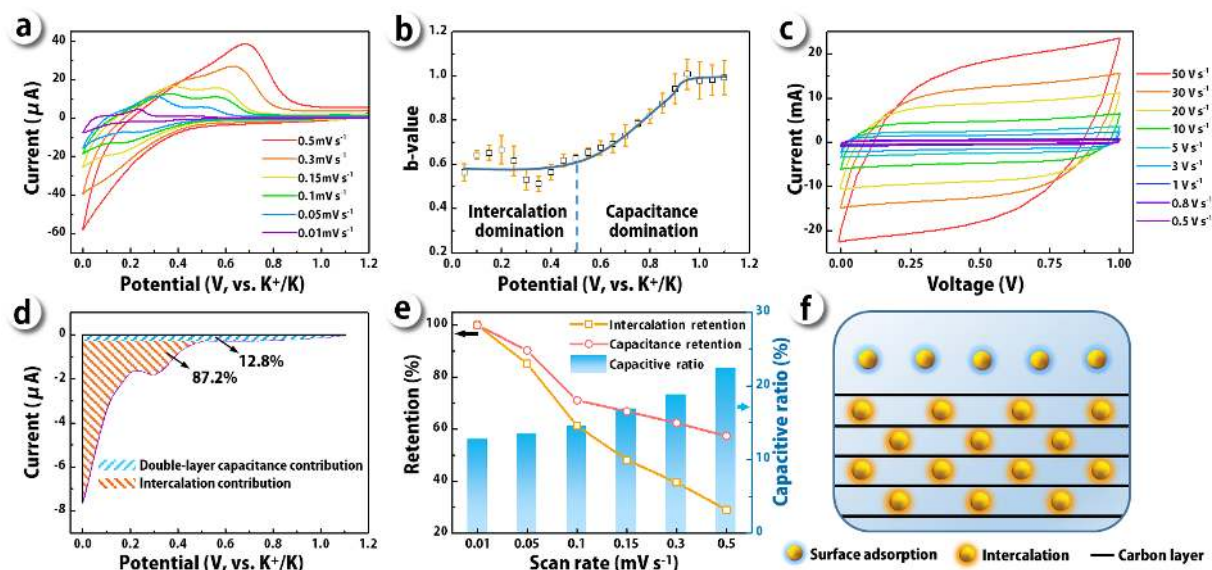 a
Current (μA)
40
20
0
-20
-40
-60
0.5mV s⁻¹
0.3mV s⁻¹
0.15mV s⁻¹
0.1mV s⁻¹
0.05mV s⁻¹
0.01mV s⁻¹
0.0 0.2 0.4 0.6 0.8 1.0 1.2
Potential (V, vs. K⁺/K)
b
b-value
1.2
1.0
0.8
0.6
0.4
0.2
Intercalation
domination
Capacitance
domination
0.0 0.2 0.4 0.6 0.8 1.0 1.2
Potential (V, vs. K⁺/K)
c
Current (mA)
20
10
0
-10
-20
50 V s⁻¹
30 V s⁻¹
20 V s⁻¹
10 V s⁻¹
5 V s⁻¹
3 V s⁻¹
1 V s⁻¹
0.8 V s⁻¹
0.5 V s⁻¹
0.00 0.25 0.50 0.75 1.00
Voltage (V)
d
Current (μA)
0
-2
-4
-6
-8
12.8%
87.2%
Double-layer capacitance contribution
Intercalation contribution
0.0 0.2 0.4 0.6 0.8 1.0 1.2
Potential (V, vs. K⁺/K)
e
Retention (%)
100
80
60
40
20
Intercalation retention
Capacitance retention
Capacitive ratio
30
20
10
0
Capacitive ratio (%)
0.01 0.05 0.1 0.15 0.3 0.5
Scan rate (mV s⁻¹)
f
Surface adsorption Intercalation Carbon layer